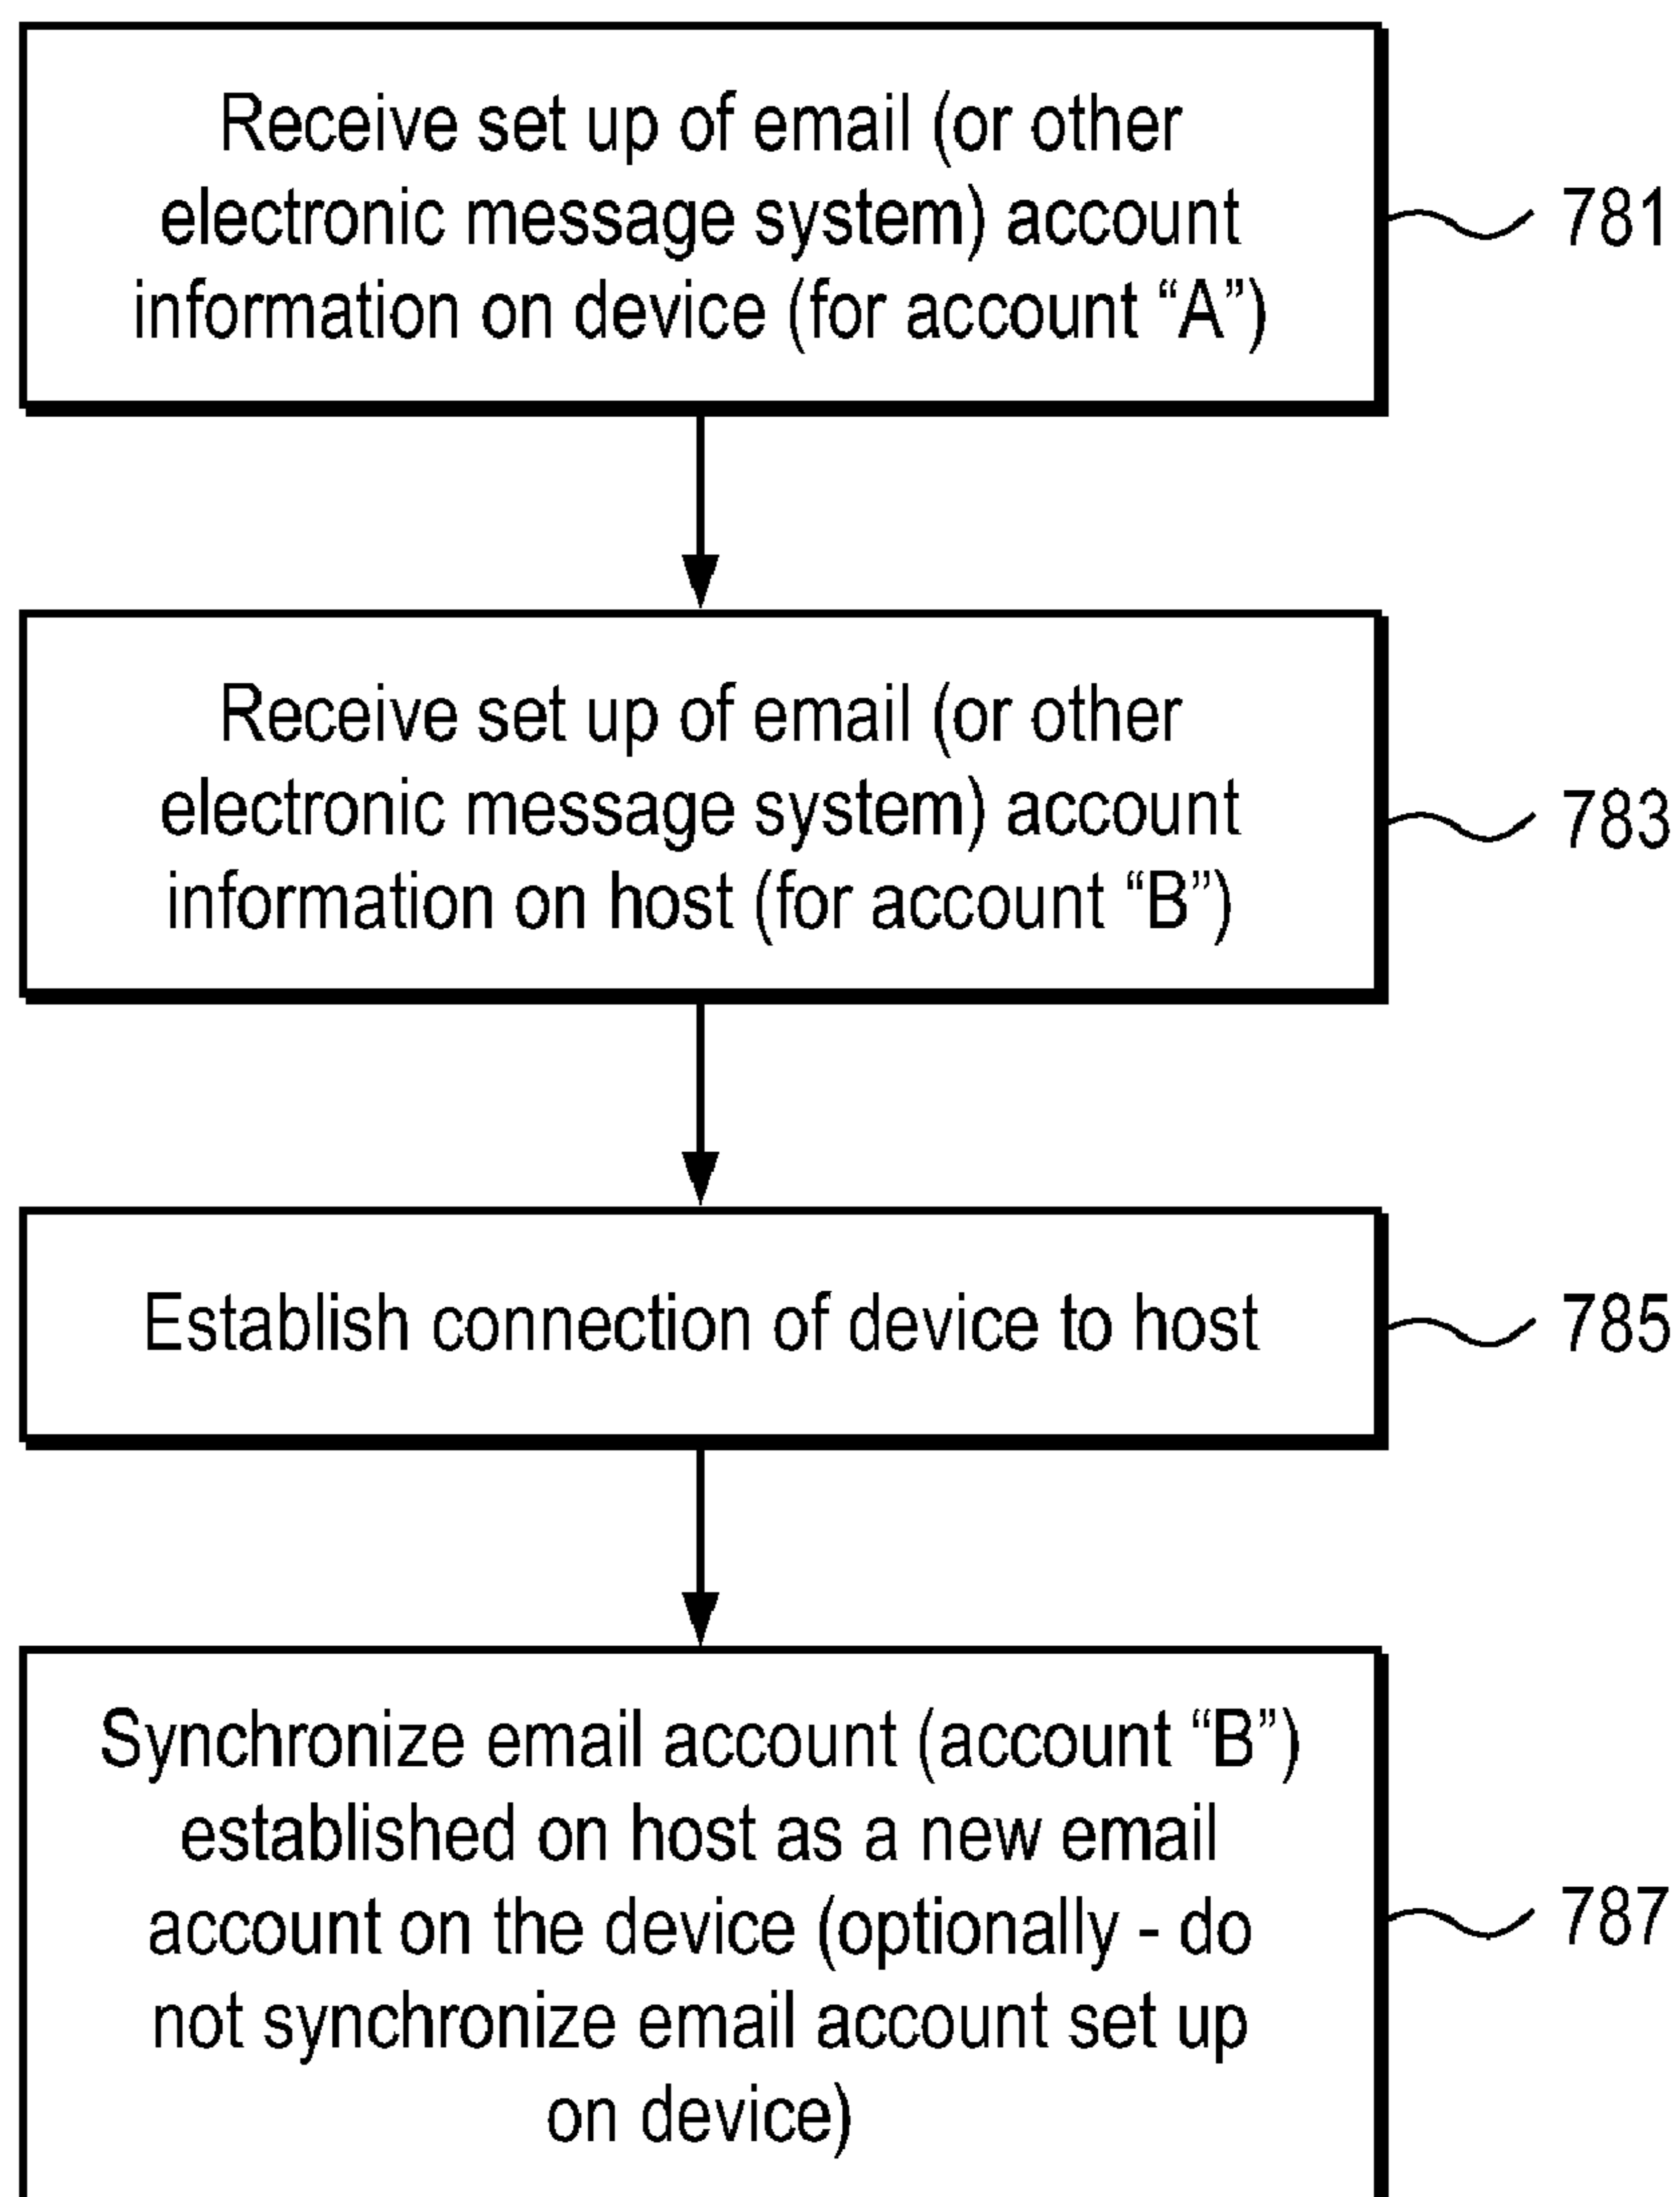 Receive set up of email (or other
electronic message system) account
information on device (for account “A”)
781
Receive set up of email (or other
electronic message system) account
information on host (for account “B”)
783
Establish connection of device to host
785
Synchronize email account (account “B”)
established on host as a new email
account on the device (optionally - do
not synchronize email account set up
on device)
787